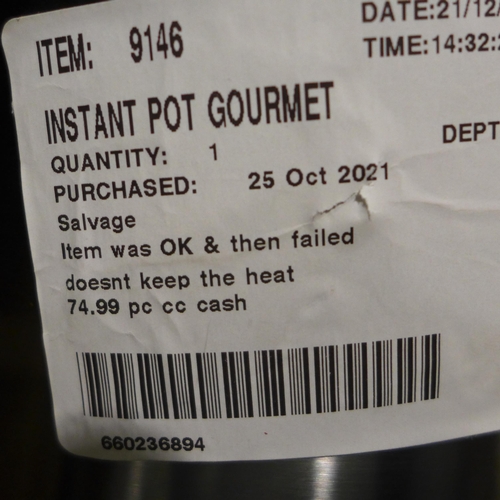 DATE:21/12/
ITEM: 9146
TIME:14:32:
INSTANT POT GOURMET
DEPT
QUANTITY: 1
PURCHASED: 25 Oct 2021
Salvage
Item was OK & then failed
doesnt keep the heat
74.99 pc cc cash
660236894